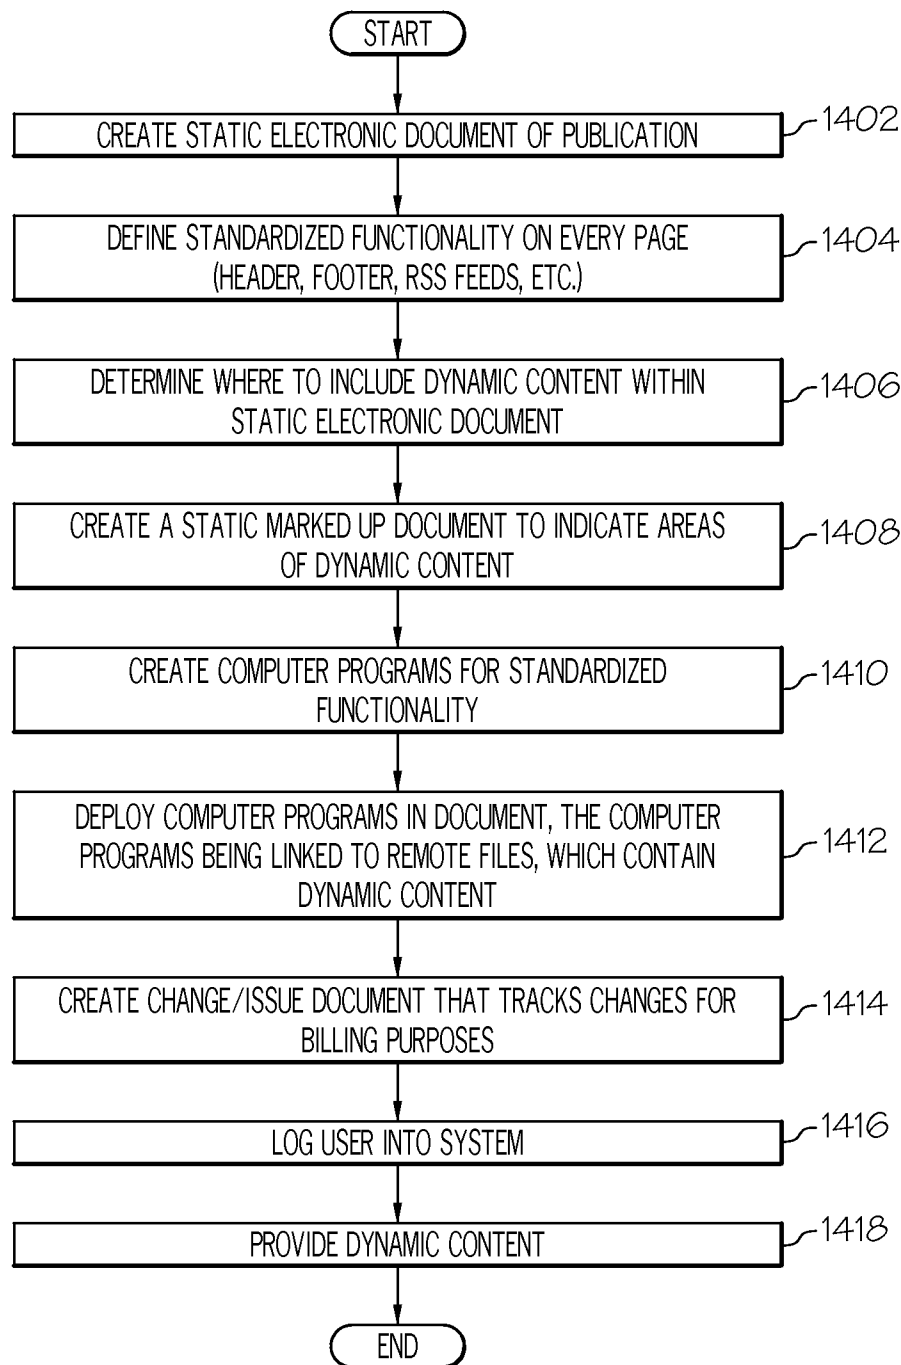 START
CREATE STATIC ELECTRONIC DOCUMENT OF PUBLICATION
1402
DEFINE STANDARDIZED FUNCTIONALITY ON EVERY PAGE
(HEADER, FOOTER, RSS FEEDS, ETC.)
1404
DETERMINE WHERE TO INCLUDE DYNAMIC CONTENT WITHIN
STATIC ELECTRONIC DOCUMENT
1406
CREATE A STATIC MARKED UP DOCUMENT TO INDICATE AREAS
OF DYNAMIC CONTENT
1408
CREATE COMPUTER PROGRAMS FOR STANDARDIZED
FUNCTIONALITY
1410
DEPLOY COMPUTER PROGRAMS IN DOCUMENT, THE COMPUTER
PROGRAMS BEING LINKED TO REMOTE FILES, WHICH CONTAIN
DYNAMIC CONTENT
1412
CREATE CHANGE/ISSUE DOCUMENT THAT TRACKS CHANGES FOR
BILLING PURPOSES
1414
LOG USER INTO SYSTEM
1416
PROVIDE DYNAMIC CONTENT
1418
END